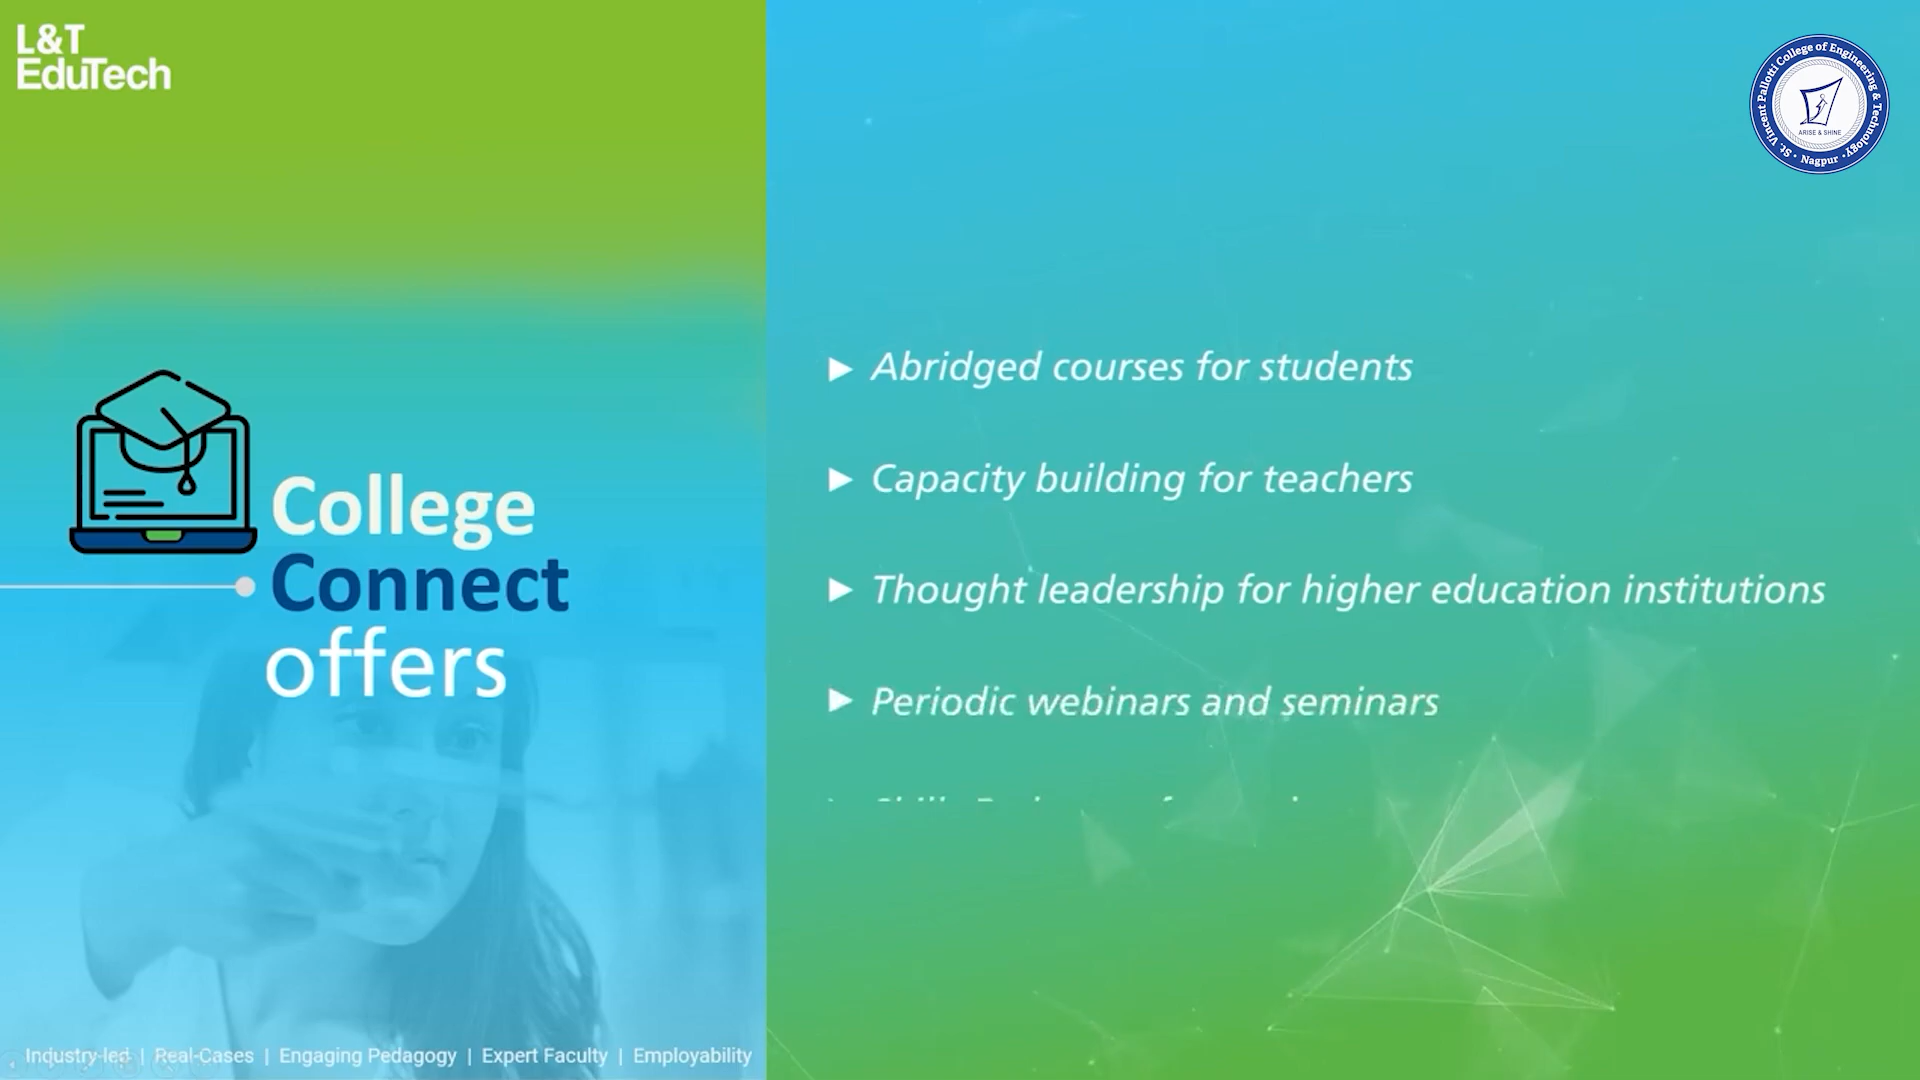 L&T
EduTech
St. Vincent Pallotti College of Engineering & Technology
Nagpur
ARISE & SHINE
College
Connect
offers
► Abridged courses for students
► Capacity building for teachers
► Thought leadership for higher education institutions
► Periodic webinars and seminars
Industry-led | Real-Cases | Engaging Pedagogy | Expert Faculty | Employability